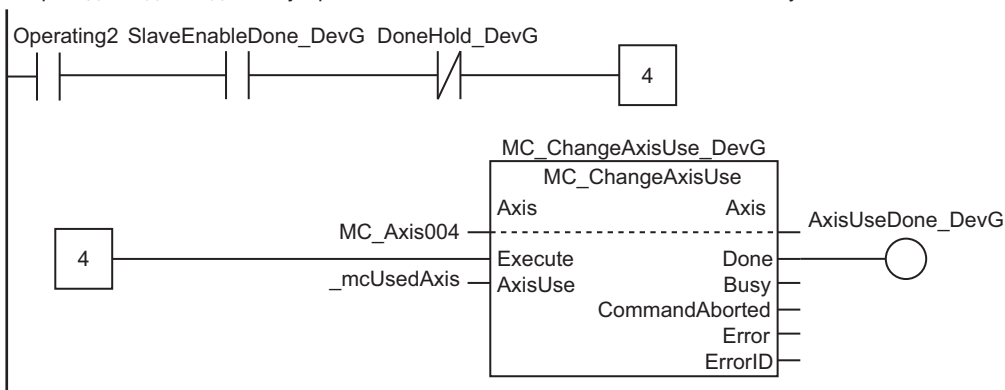 Operating2 SlaveEnableDone_DevG DoneHold_DevG
4
MC_ChangeAxisUse_DevG
MC_ChangeAxisUse
Axis Axis
MC_Axis004
AxisUseDone_DevG
4
Execute Done
_mcUsedAxis AxisUse Busy
CommandAborted
Error
ErrorID